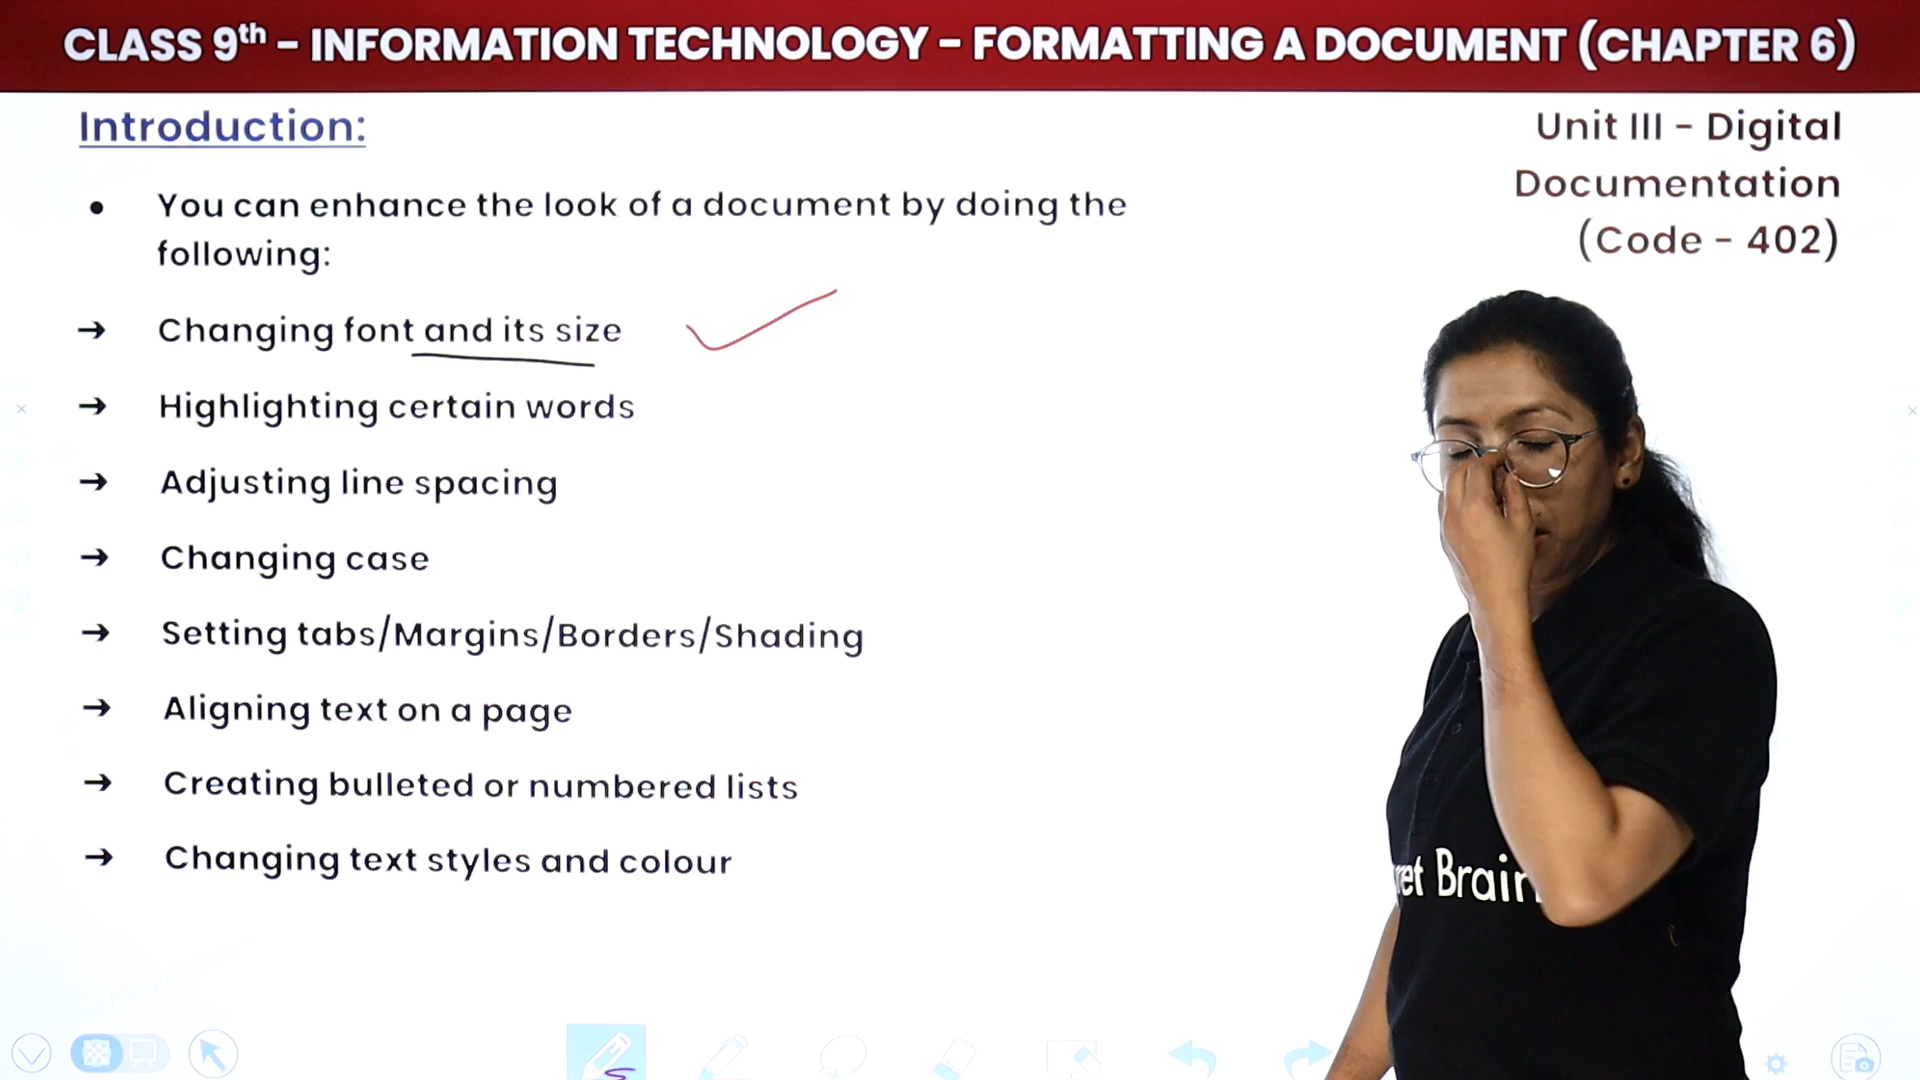 CLASS 9th – INFORMATION TECHNOLOGY – FORMATTING A DOCUMENT (CHAPTER 6)
Introduction:
Unit III – Digital
Documentation
(Code – 402)
• You can enhance the look of a document by doing the
following:
→ Changing font and its size
→ Highlighting certain words
→ Adjusting line spacing
→ Changing case
→ Setting tabs/Margins/Borders/Shading
→ Aligning text on a page
→ Creating bulleted or numbered lists
→ Changing text styles and colour